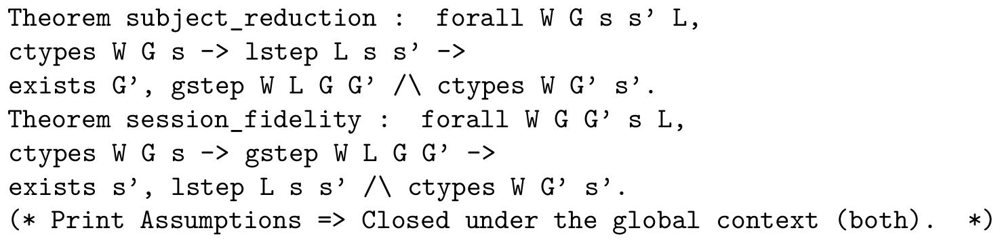 Theorem subject_reduction :  forall W G s s’ L,
ctypes W G s -> lstep L s s’ ->
exists G’, gstep W L G G’ /\ ctypes W G’ s’.
Theorem session_fidelity :  forall W G G’ s L,
ctypes W G s -> gstep W L G G’ ->
exists s’, lstep L s s’ /\ ctypes W G’ s’.
(* Print Assumptions => Closed under the global context (both).  *)